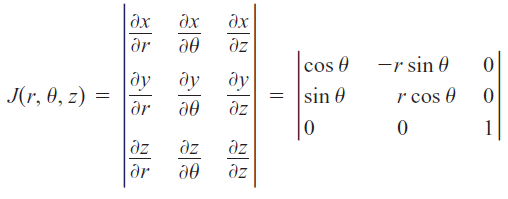 J(r, θ, z) = | ∂x/∂r ∂x/∂θ ∂x/∂z | = | cos θ −r sin θ 0 |
| ∂y/∂r ∂y/∂θ ∂y/∂z | | sin θ r cos θ 0 |
| ∂z/∂r ∂z/∂θ ∂z/∂z | | 0 0 1 |